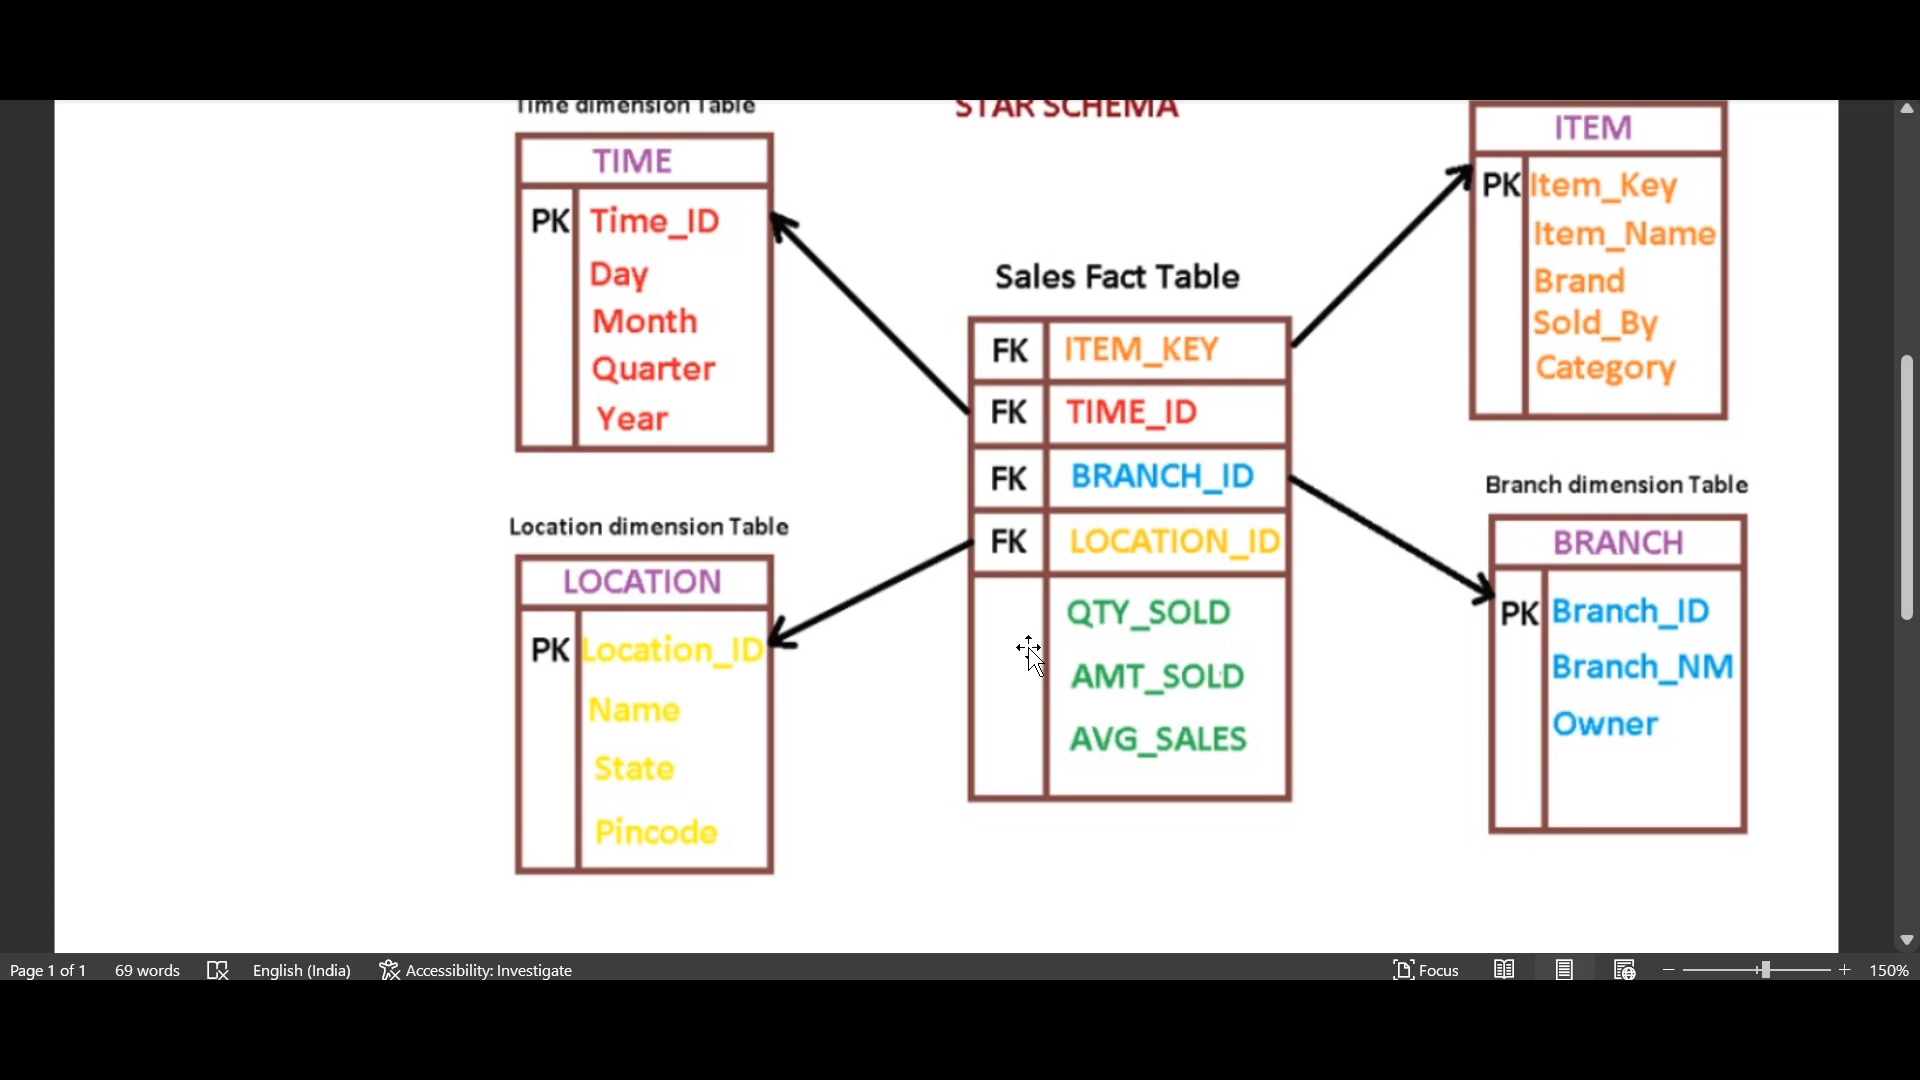 Time dimension Table
STAR SCHEMA
TIME
PK Time_ID
Day
Month
Quarter
Year
ITEM
PK Item_Key
Item_Name
Brand
Sold_By
Category
Sales Fact Table
FK ITEM_KEY
FK TIME_ID
FK BRANCH_ID
FK LOCATION_ID
QTY_SOLD
AMT_SOLD
AVG_SALES
Location dimension Table
LOCATION
PK Location_ID
Name
State
Pincode
Branch dimension Table
BRANCH
PK Branch_ID
Branch_NM
Owner
Page 1 of 1 69 words English (India) Accessibility: Investigate Focus 150%